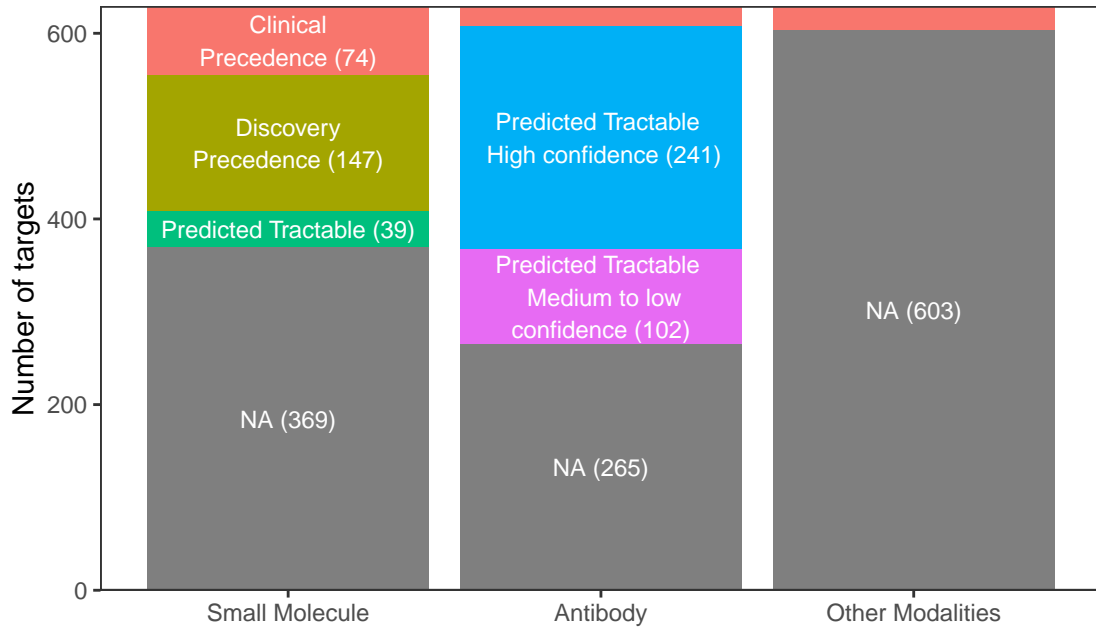 Number of targets
600
400
200
0
Clinical
Precedence (74)
Discovery
Precedence (147)
Predicted Tractable (39)
NA (369)
Predicted Tractable
High confidence (241)
Predicted Tractable
Medium to low
confidence (102)
NA (265)
NA (603)
Small Molecule
Antibody
Other Modalities